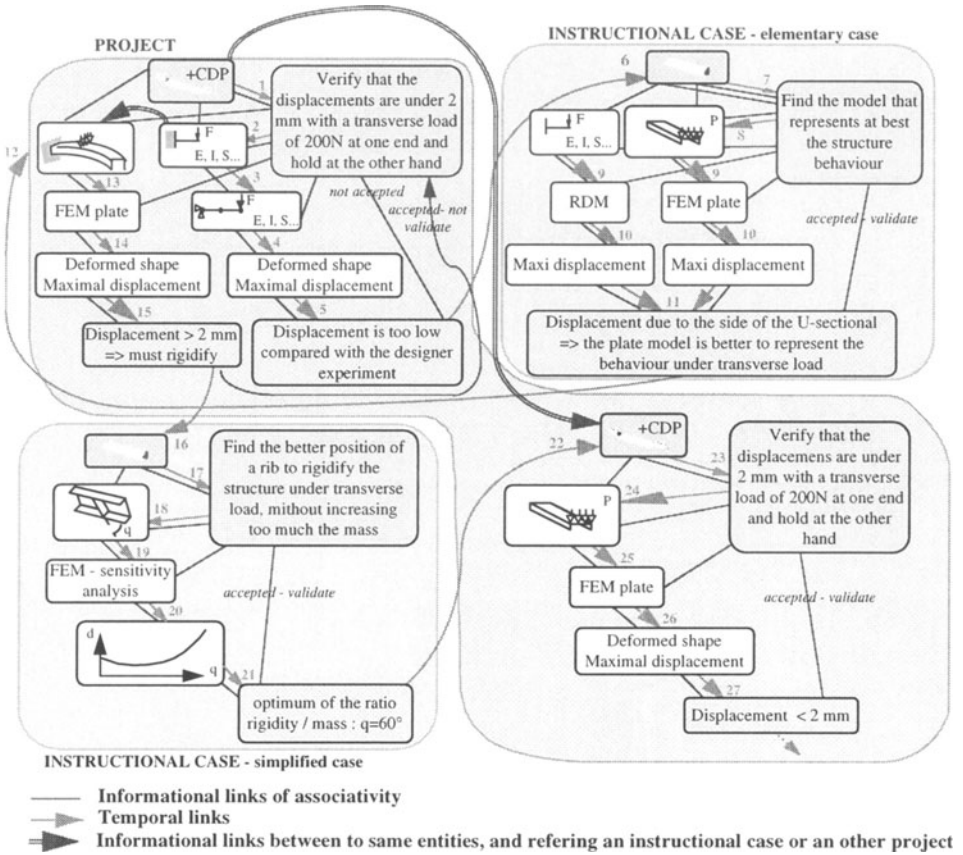 PROJECT
+CDP
1
Verify that the
displacements are under 2
mm with a transverse load
of 200N at one end and
hold at the other hand
2
F
E, I, S...
12
13
3
FEM plate
F
E, I, S...
not accepted
accepted- not
validate
14
4
Deformed shape
Maximal displacement
Deformed shape
Maximal displacement
15
5
Displacement > 2 mm
=> must rigidify
Displacement is too low
compared with the designer
experiment
INSTRUCTIONAL CASE - elementary case
6
7
Find the model that
represents at best
the structure
behaviour
F
E, I, S...
P
8
9
9
RDM
FEM plate
accepted - validate
10
10
Maxi displacement
Maxi displacement
11
Displacement due to the side of the U-sectional
=> the plate model is better to represent the
behaviour under transverse load
16
17
Find the better position of
a rib to rigidify the
structure under transverse
load, without increasing
too much the mass
18
q
19
FEM - sensitivity
analysis
20
accepted - validate
d
q
21
optimum of the ratio
rigidity / mass : q=60°
INSTRUCTIONAL CASE - simplified case
22
+CDP
23
Verify that the
displacemens are under
2 mm with a transverse
load of 200N at one end
and hold at the other
hand
24
P
25
FEM plate
accepted - validate
26
Deformed shape
Maximal displacement
27
Displacement < 2 mm
Informational links of associativity
Temporal links
Informational links between to same entities, and refering an instructional case or an other project